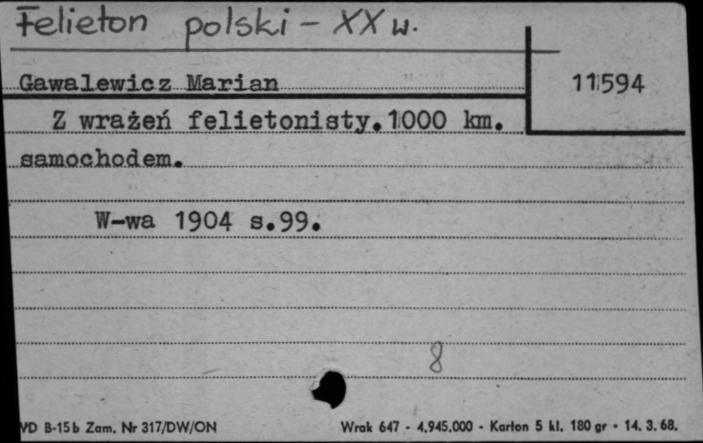 Felieton polski - XX w.
Gawalewicz Marian
11594
Z wrażeń felietonisty.1000 km.
samochodem.
W-wa 1904 s.99.
8
VD B-15b Zam. Nr 317/DW/ON
Wrak 647 - 4.945.000 - Karton 5 kl. 180 gr - 14. 3. 68.